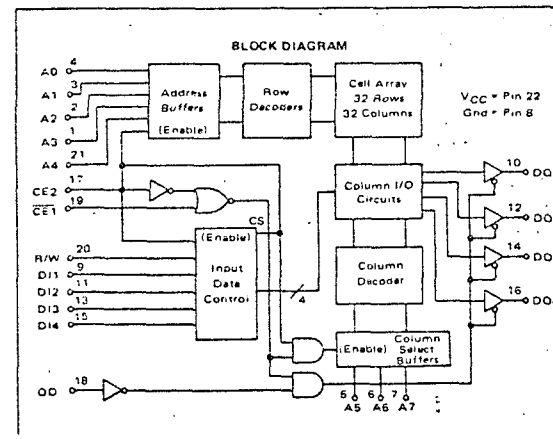 BLOCK DIAGRAM
4
A0
3
A1
2
A2
1
A3
21
A4
17
CE2
19
CE1
20
R/W
9
DI1
11
DI2
13
DI3
15
DI4
18
OD
Address
Buffers
(Enable)
Row
Decoders
Cell Array
32 Rows
32 Columns
VCC = Pin 22
Gnd = Pin 8
CS
(Enable)
Input
Data
Control
4
Column I/O
Circuits
Column
Decoder
(Enable)
Column
Select
Buffers
10
DO
12
DO
14
DO
16
DO
5
6
7
A5
A6
A7